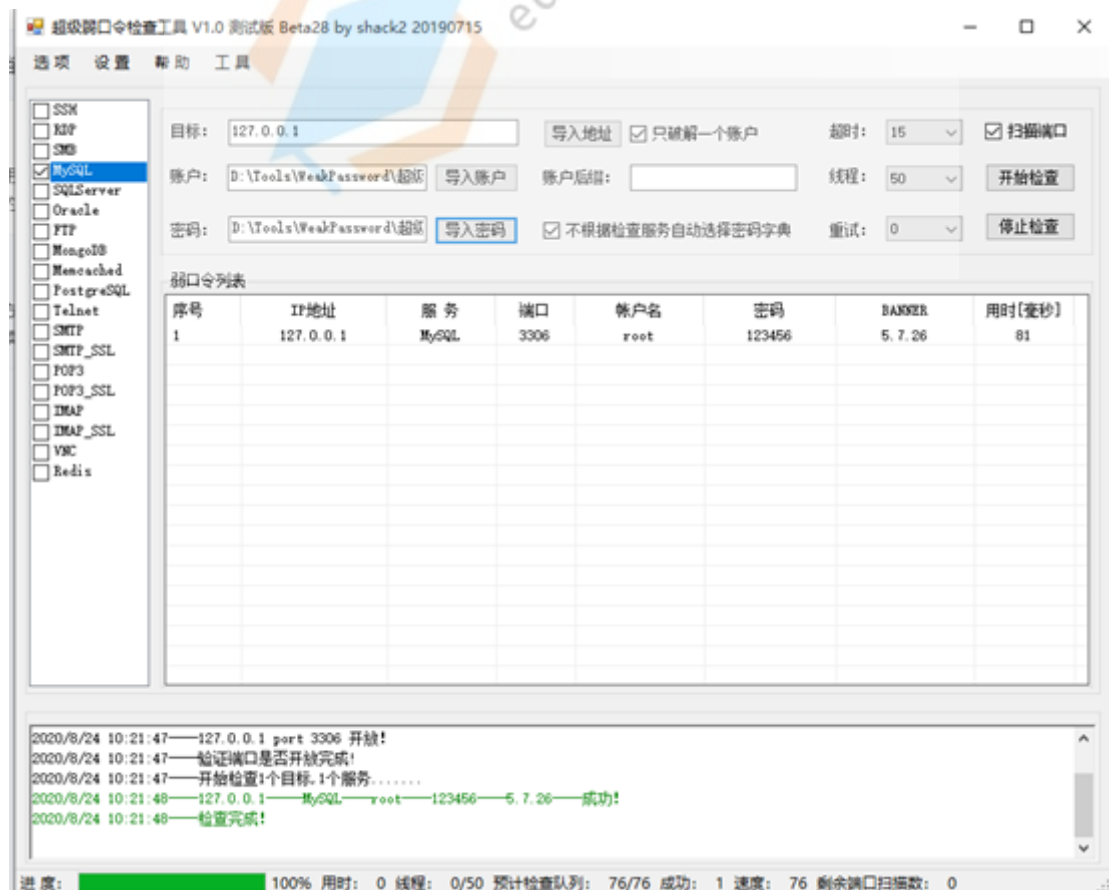 超级弱口令检查工具 V1.0 测试版 Beta28 by shack2 20190715
选项 设置 帮助 工具
SSH
RDP
SMB
MySQL
SQLServer
Oracle
FTP
MongoDB
Memcached
PostgreSQL
Telnet
SMTP
SMTP_SSL
POP3
POP3_SSL
IMAP
IMAP_SSL
VNC
Redis
目标: 127.0.0.1 导入地址 只破解一个账户 超时: 15 扫描端口
账户: D:\Tools\WeakPassword\超级 导入账户 账户后缀: 线程: 50 开始检查
密码: D:\Tools\WeakPassword\超级 导入密码 不根据检查服务自动选择密码字典 重试: 0 停止检查
弱口令列表
序号 IP地址 服务 端口 帐户名 密码 BANNER 用时[毫秒]
1 127.0.0.1 MySQL 3306 root 123456 5.7.26 81
2020/8/24 10:21:47——127.0.0.1 port 3306 开放!
2020/8/24 10:21:47——验证端口是否开放完成!
2020/8/24 10:21:47——开始检查1个目标,1个服务.......
2020/8/24 10:21:48——127.0.0.1——MySQL——root——123456——5.7.26——成功!
2020/8/24 10:21:48——检查完成!
进度: 100% 用时: 0 线程: 0/50 预计检查队列: 76/76 成功: 1 速度: 76 剩余端口扫描数: 0